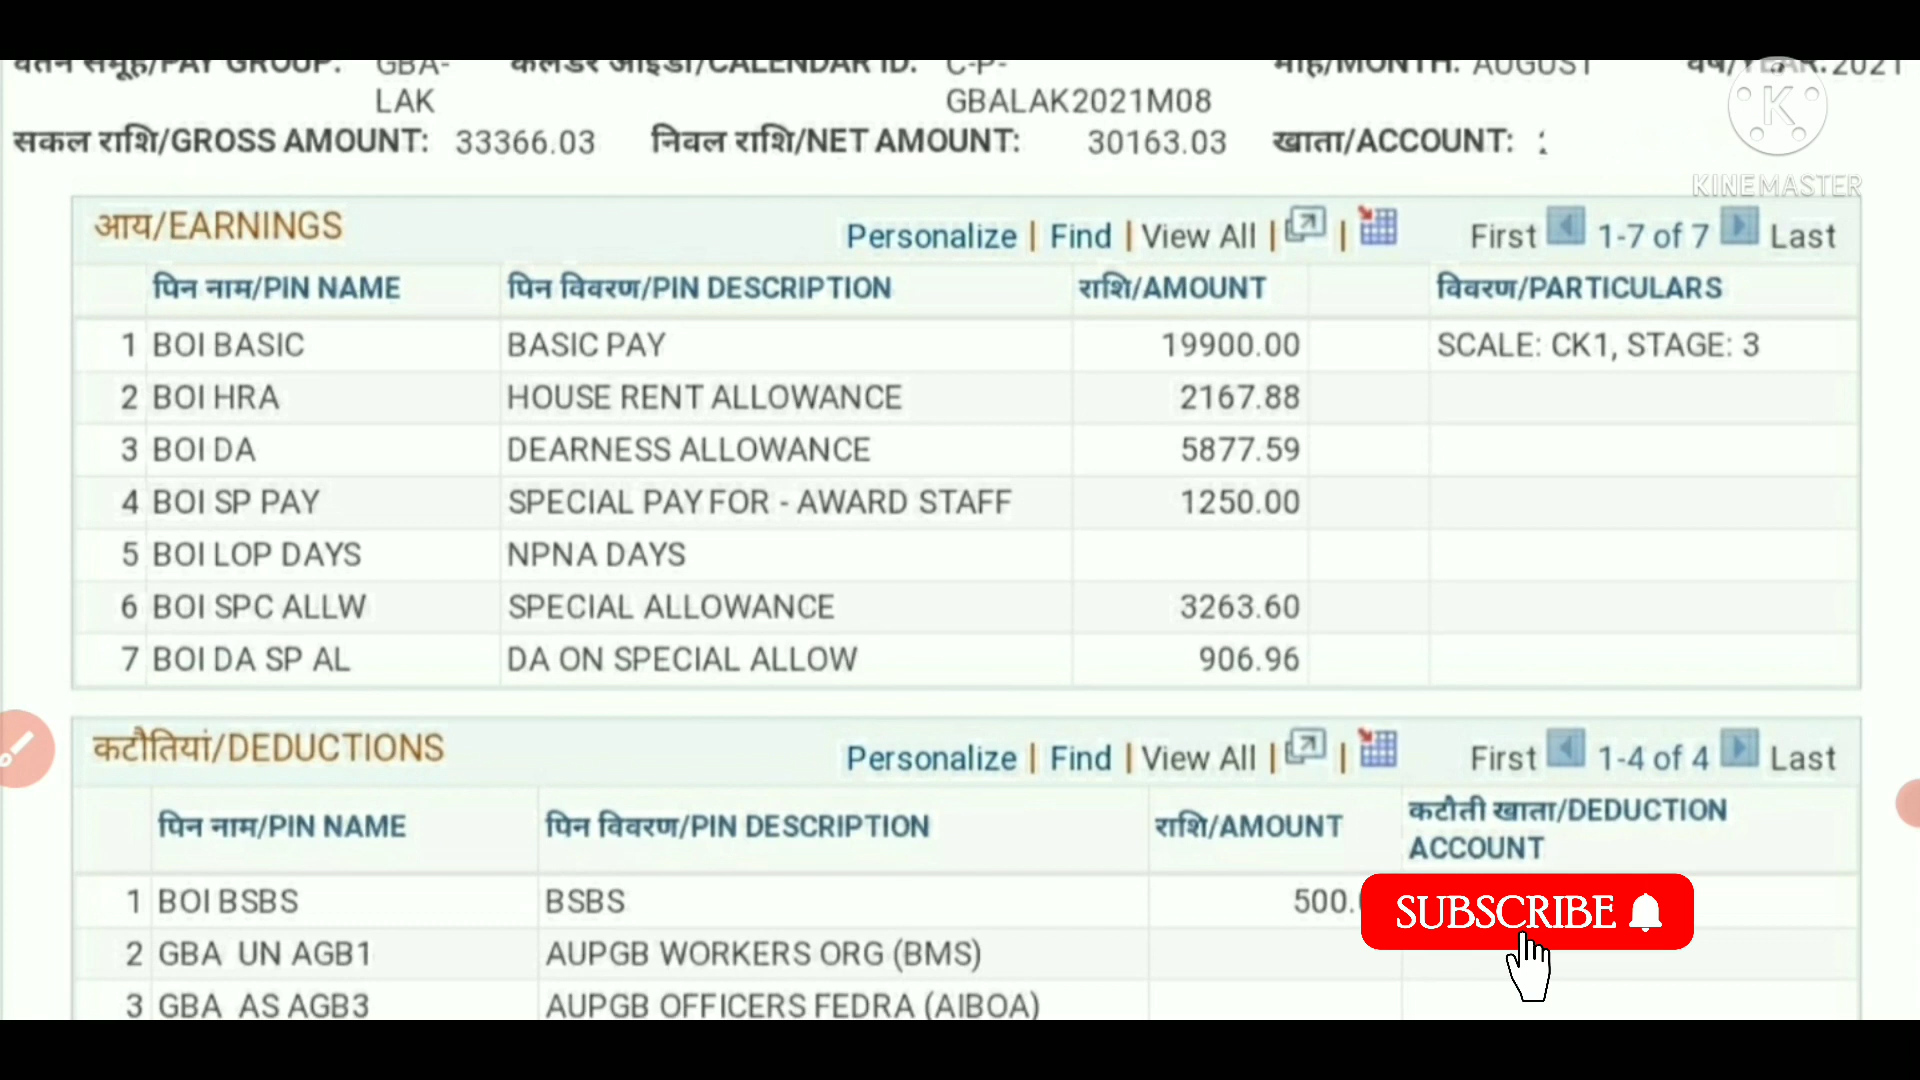 वेतन समूह/PAY GROUP: GBA- कैलेंडर आईडी/CALENDAR ID: C-P- माह/MONTH: AUGUST वर्ष/YEAR: 2021
LAK GBALAK2021M08
सकल राशि/GROSS AMOUNT: 33366.03 निवल राशि/NET AMOUNT: 30163.03 खाता/ACCOUNT:
K
KINEMASTER
आय/EARNINGS Personalize | Find | View All | | First 1-7 of 7 Last
पिन नाम/PIN NAME पिन विवरण/PIN DESCRIPTION राशि/AMOUNT विवरण/PARTICULARS
1 BOI BASIC BASIC PAY 19900.00 SCALE: CK1, STAGE: 3
2 BOI HRA HOUSE RENT ALLOWANCE 2167.88
3 BOI DA DEARNESS ALLOWANCE 5877.59
4 BOI SP PAY SPECIAL PAY FOR - AWARD STAFF 1250.00
5 BOI LOP DAYS NPNA DAYS
6 BOI SPC ALLW SPECIAL ALLOWANCE 3263.60
7 BOI DA SP AL DA ON SPECIAL ALLOW 906.96
कटौतियां/DEDUCTIONS Personalize | Find | View All | | First 1-4 of 4 Last
पिन नाम/PIN NAME पिन विवरण/PIN DESCRIPTION राशि/AMOUNT कटौती खाता/DEDUCTION
ACCOUNT
1 BOI BSBS BSBS 500.
SUBSCRIBE
2 GBA UN AGB1 AUPGB WORKERS ORG (BMS)
3 GBA AS AGB3 AUPGB OFFICERS FEDRA (AIBOA)